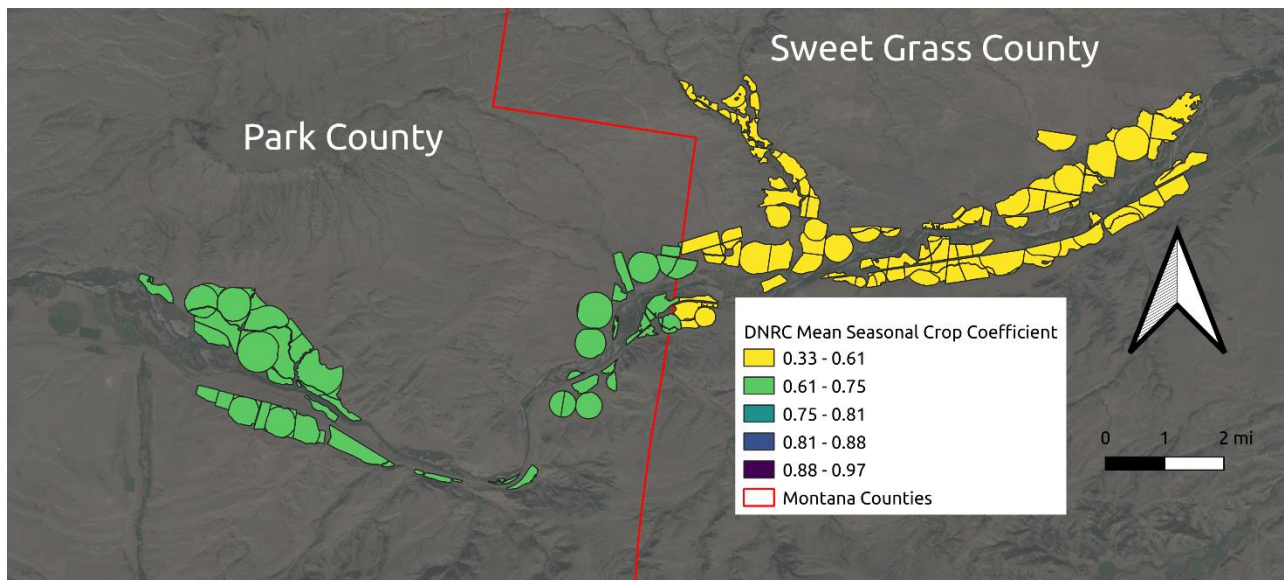 Sweet Grass County
Park County
DNRC Mean Seasonal Crop Coefficient
0.33 - 0.61
0.61 - 0.75
0.75 - 0.81
0.81 - 0.88
0.88 - 0.97
Montana Counties
0 1 2 mi